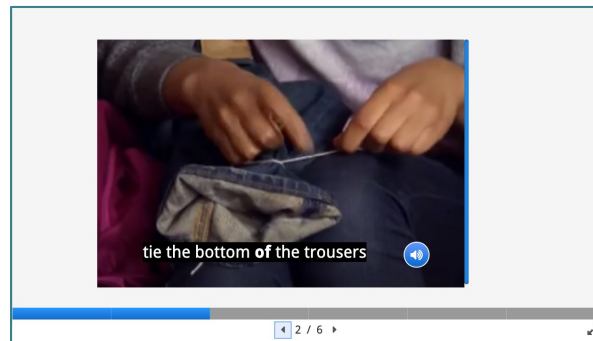 tie the bottom of the trousers
2 / 6